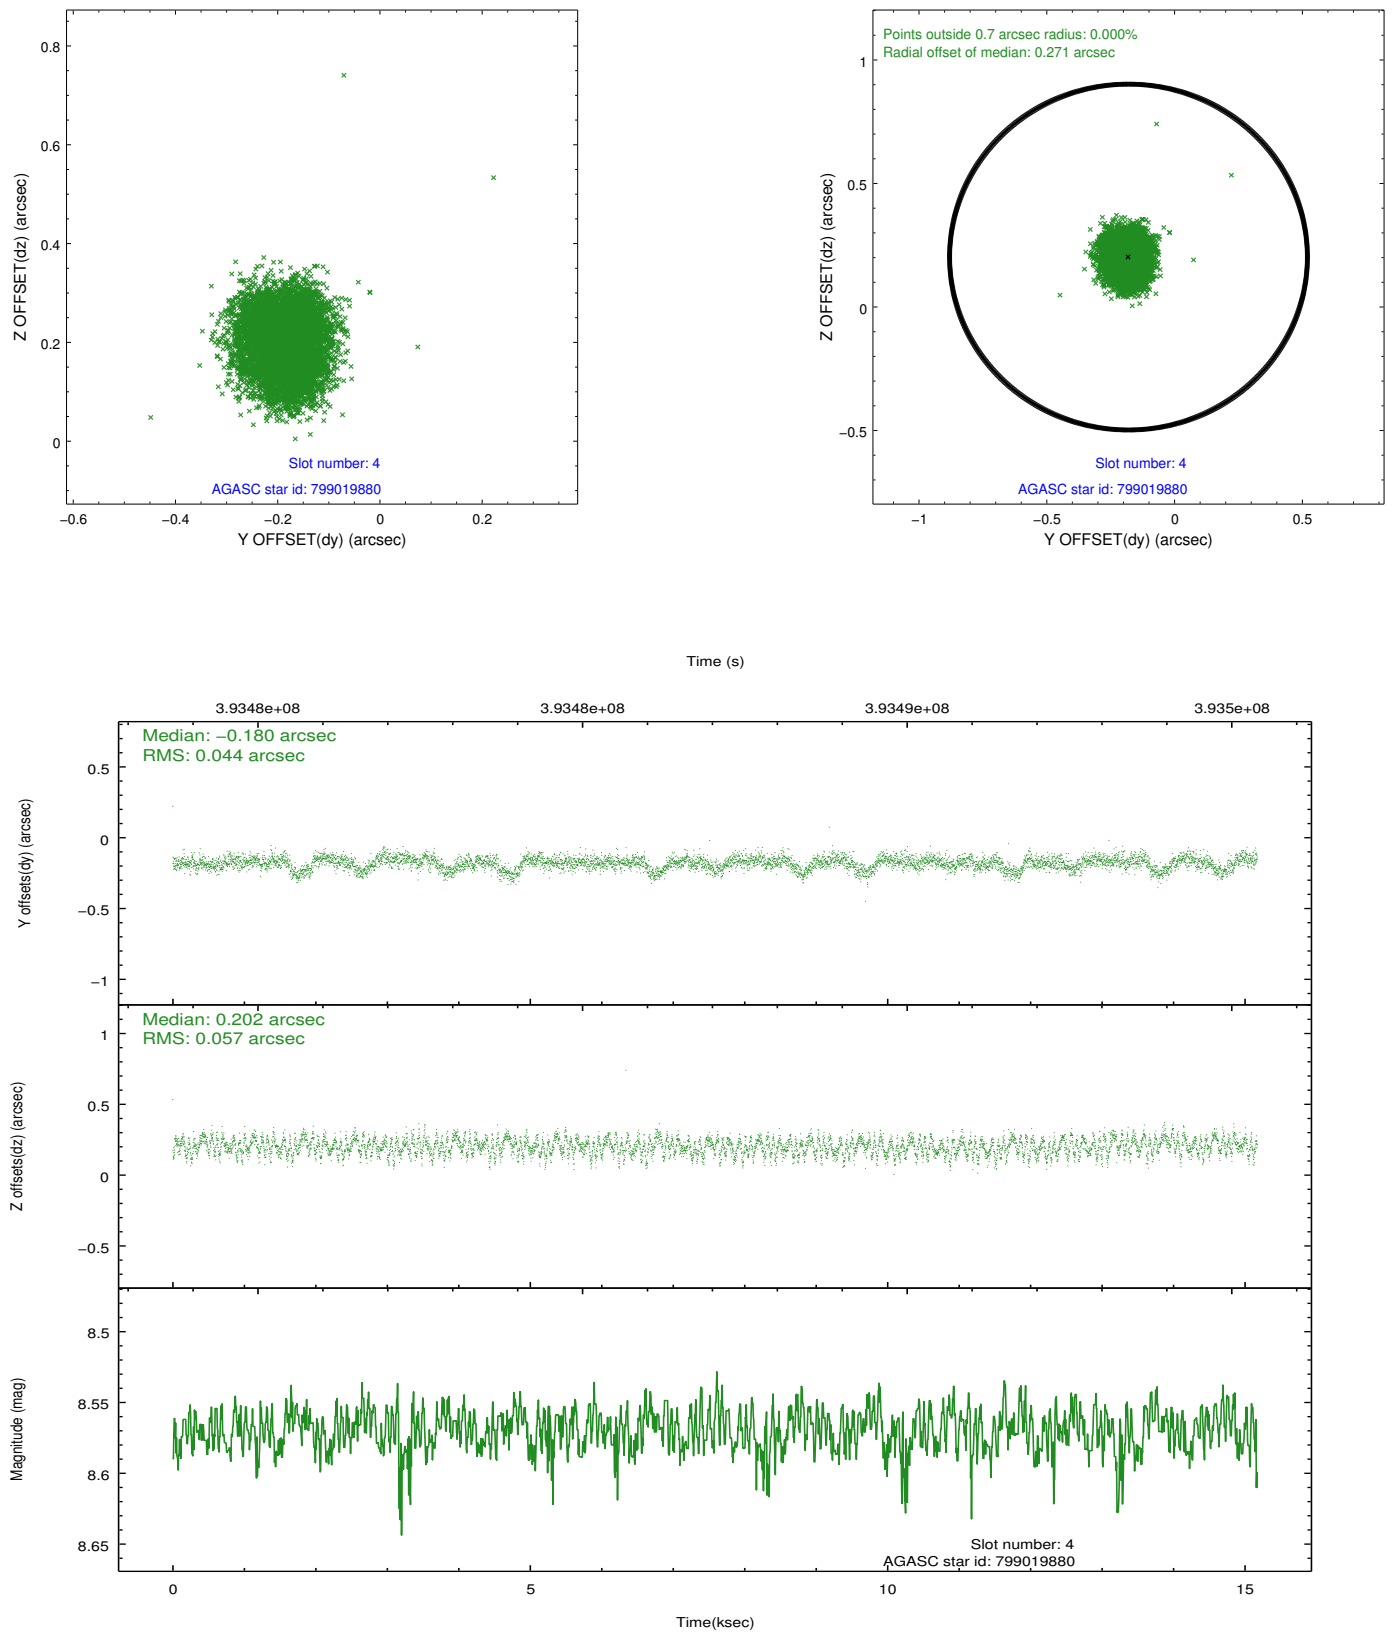 0.8
0.6
0.4
0.2
0
Z OFFSET(dz) (arcsec)
Slot number: 4
AGASC star id: 799019880
−0.6 −0.4 −0.2 0 0.2
Y OFFSET(dy) (arcsec)
Points outside 0.7 arcsec radius: 0.000%
Radial offset of median: 0.271 arcsec
1
0.5
0
−0.5
Z OFFSET(dz) (arcsec)
Slot number: 4
AGASC star id: 799019880
−1 −0.5 0 0.5
Y OFFSET(dy) (arcsec)
Time (s)
3.9348e+08 3.9348e+08 3.9349e+08 3.935e+08
Median: −0.180 arcsec
RMS: 0.044 arcsec
0.5
0
−0.5
−1
Y offsets(dy) (arcsec)
Median: 0.202 arcsec
RMS: 0.057 arcsec
1
0.5
0
−0.5
Z offsets(dz) (arcsec)
8.5
8.55
8.6
8.65
Magnitude (mag)
Slot number: 4
AGASC star id: 799019880
0 5 10 15
Time(ksec)